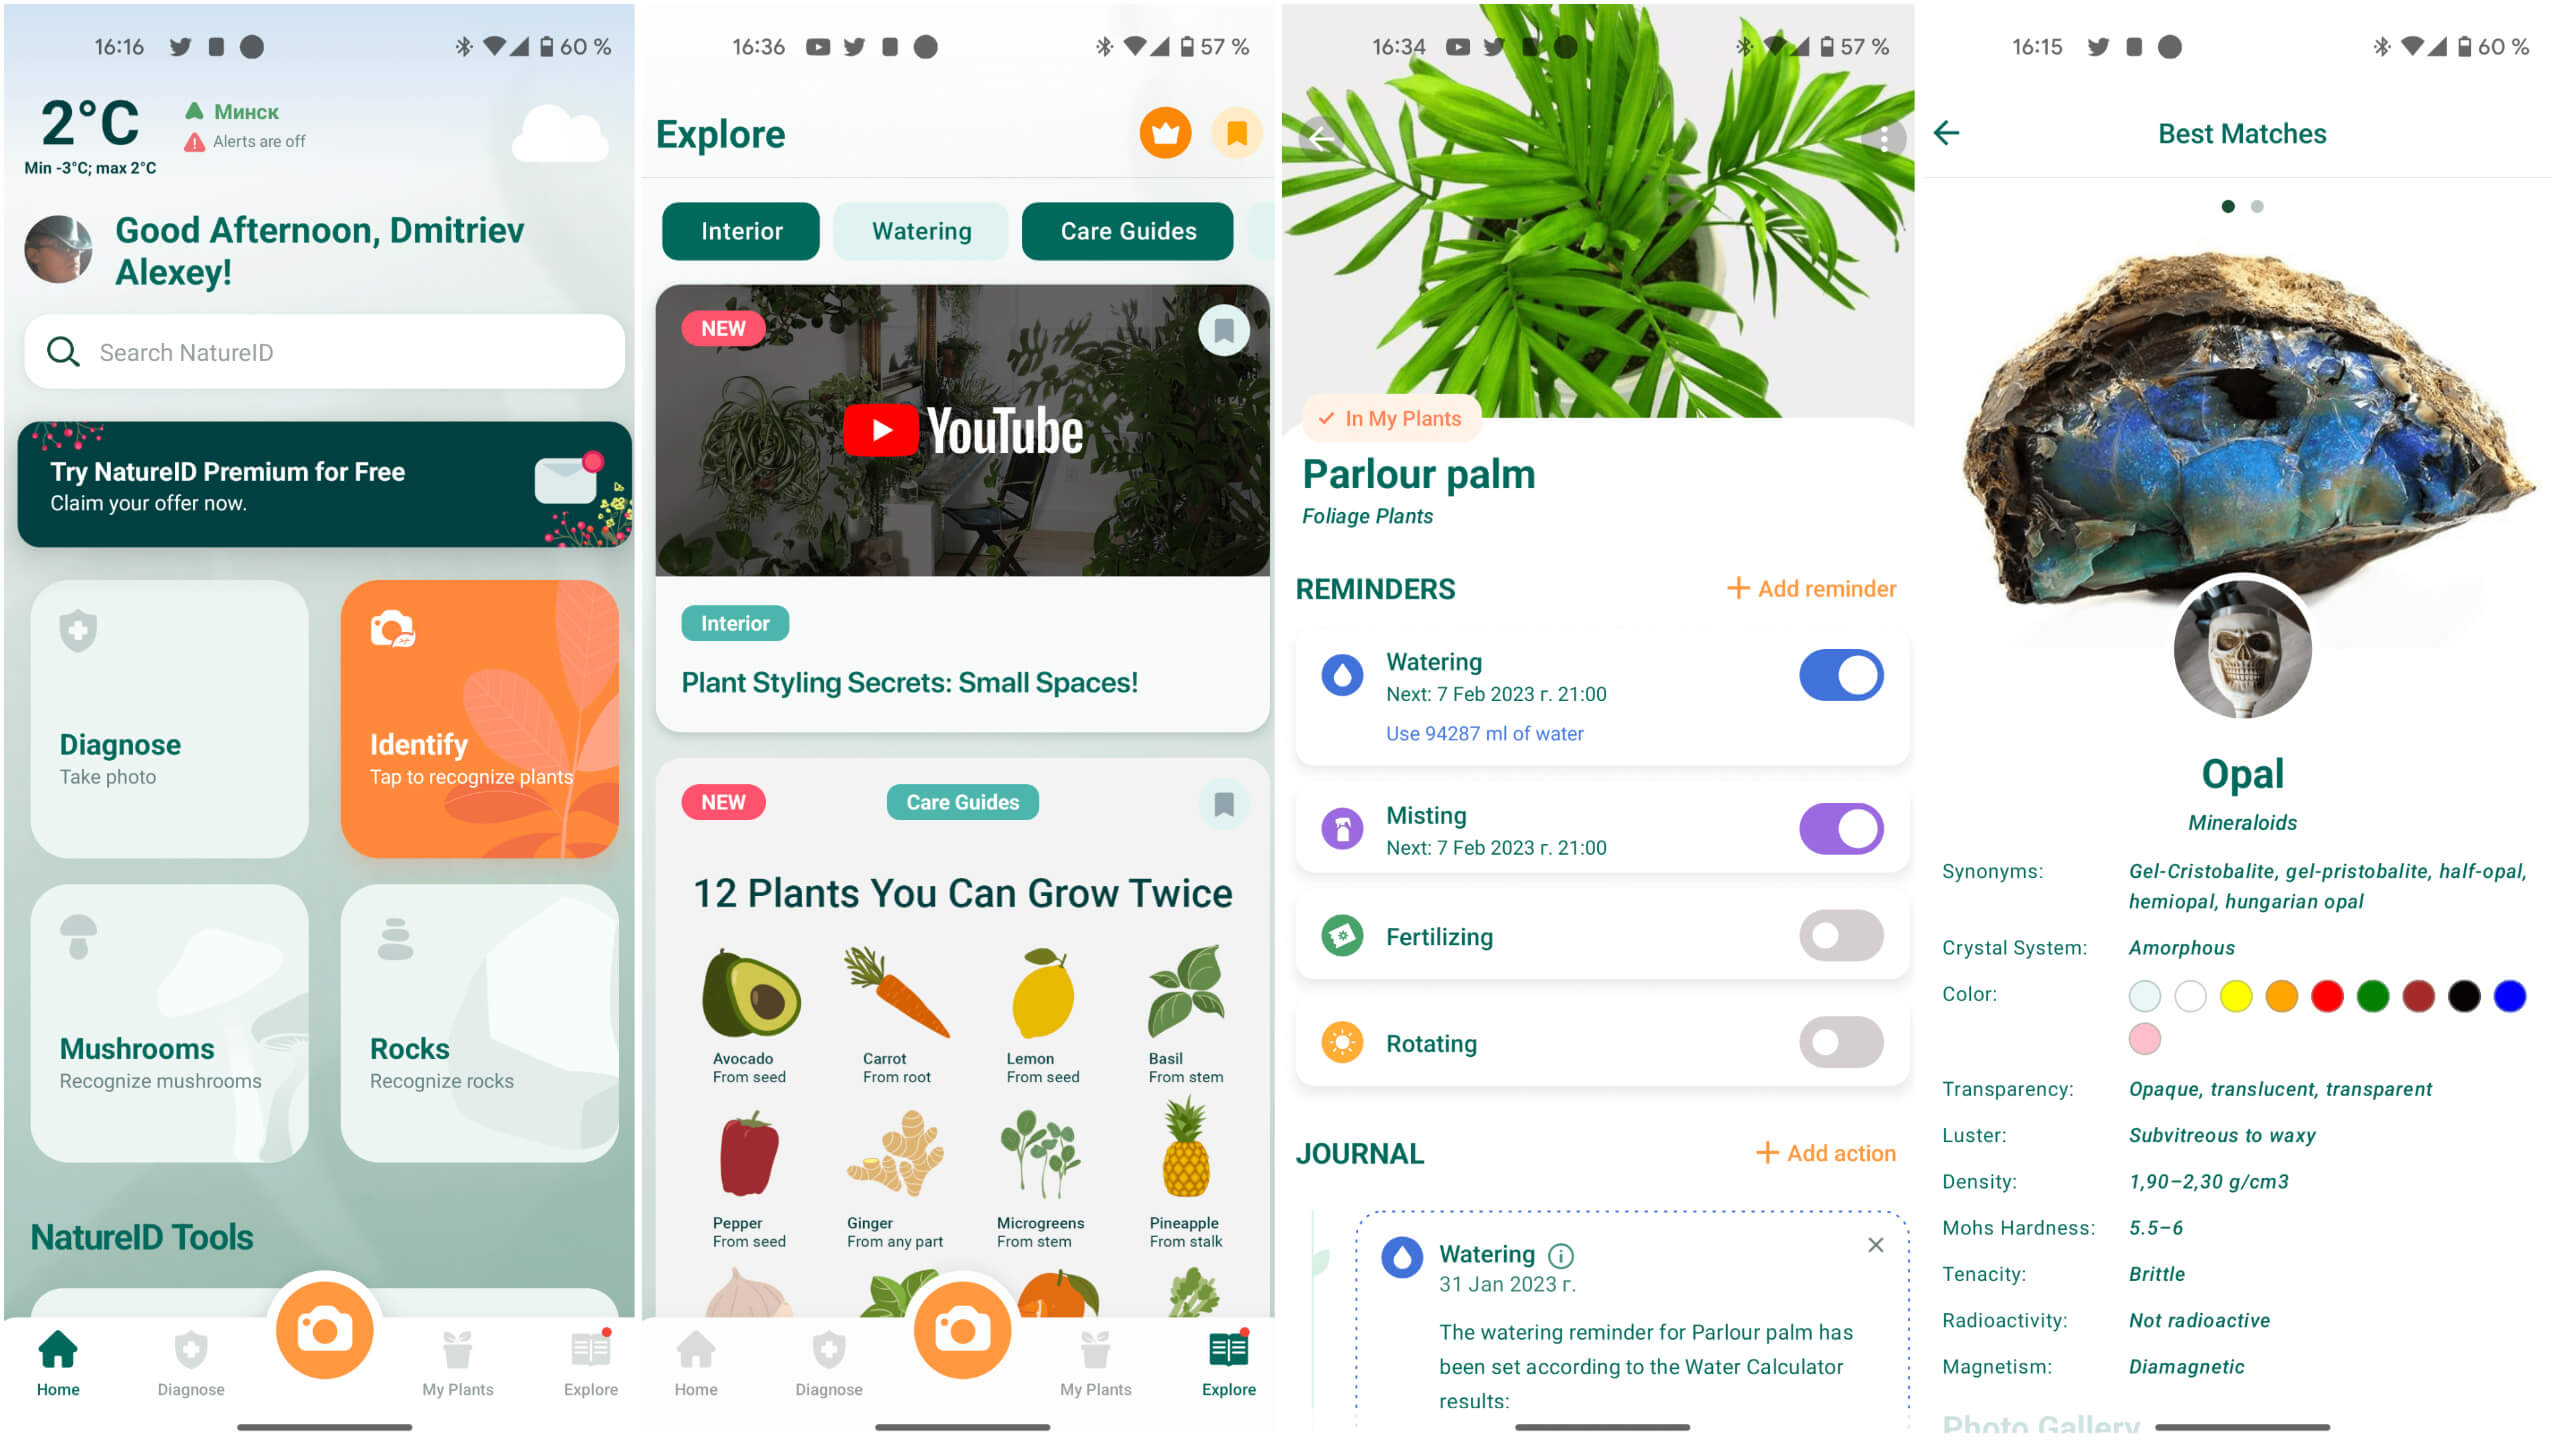 16:16
60 %
2°C
Минск
Alerts are off
Min -3°C; max 2°C
Good Afternoon, Dmitriev
Alexey!
Search NatureID
Try NatureID Premium for Free
Claim your offer now.
Diagnose
Take photo
Identify
Tap to recognize plants
Mushrooms
Recognize mushrooms
Rocks
Recognize rocks
NatureID Tools
Home
Diagnose
My Plants
Explore
16:36
57 %
Explore
Interior
Watering
Care Guides
NEW
YouTube
Interior
Plant Styling Secrets: Small Spaces!
NEW
Care Guides
12 Plants You Can Grow Twice
Avocado
From seed
Carrot
From root
Lemon
From seed
Basil
From stem
Pepper
From seed
Ginger
From any part
Microgreens
From stem
Pineapple
From stalk
Home
Diagnose
My Plants
Explore
16:34
57 %
In My Plants
Parlour palm
Foliage Plants
REMINDERS
+ Add reminder
Watering
Next: 7 Feb 2023 г. 21:00
Use 94287 ml of water
Misting
Next: 7 Feb 2023 г. 21:00
Fertilizing
Rotating
JOURNAL
+ Add action
Watering
31 Jan 2023 г.
The watering reminder for Parlour palm has
been set according to the Water Calculator
results:
16:15
60 %
Best Matches
Opal
Mineraloids
Synonyms: Gel-Cristobalite, gel-pristobalite, half-opal,
hemiopal, hungarian opal
Crystal System: Amorphous
Color:
Transparency: Opaque, translucent, transparent
Luster: Subvitreous to waxy
Density: 1,90–2,30 g/cm3
Mohs Hardness: 5.5–6
Tenacity: Brittle
Radioactivity: Not radioactive
Magnetism: Diamagnetic
Photo Gallery